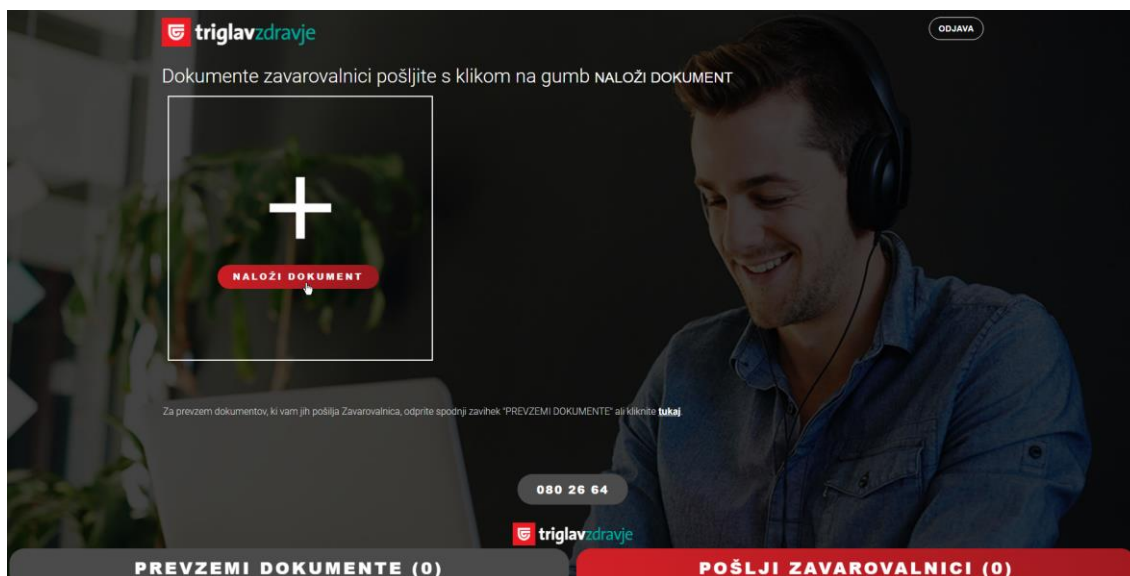 triglavzdravje
ODJAVA
Dokumente zavarovalnici pošljite s klikom na gumb NALOŽI DOKUMENT
NALOŽI DOKUMENT
Za prevzem dokumentov, ki vam jih pošilja Zavarovalnica, odprite spodnji zavihek "PREVZEMI DOKUMENTE" ali kliknite tukaj.
080 26 64
triglavzdravje
PREVZEMI DOKUMENTE (0)
POŠLJI ZAVAROVALNICI (0)